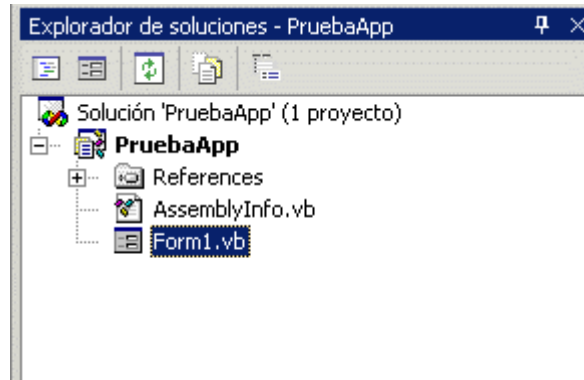 Explorador de soluciones - PruebaApp
Solución 'PruebaApp' (1 proyecto)
PruebaApp
References
AssemblyInfo.vb
Form1.vb